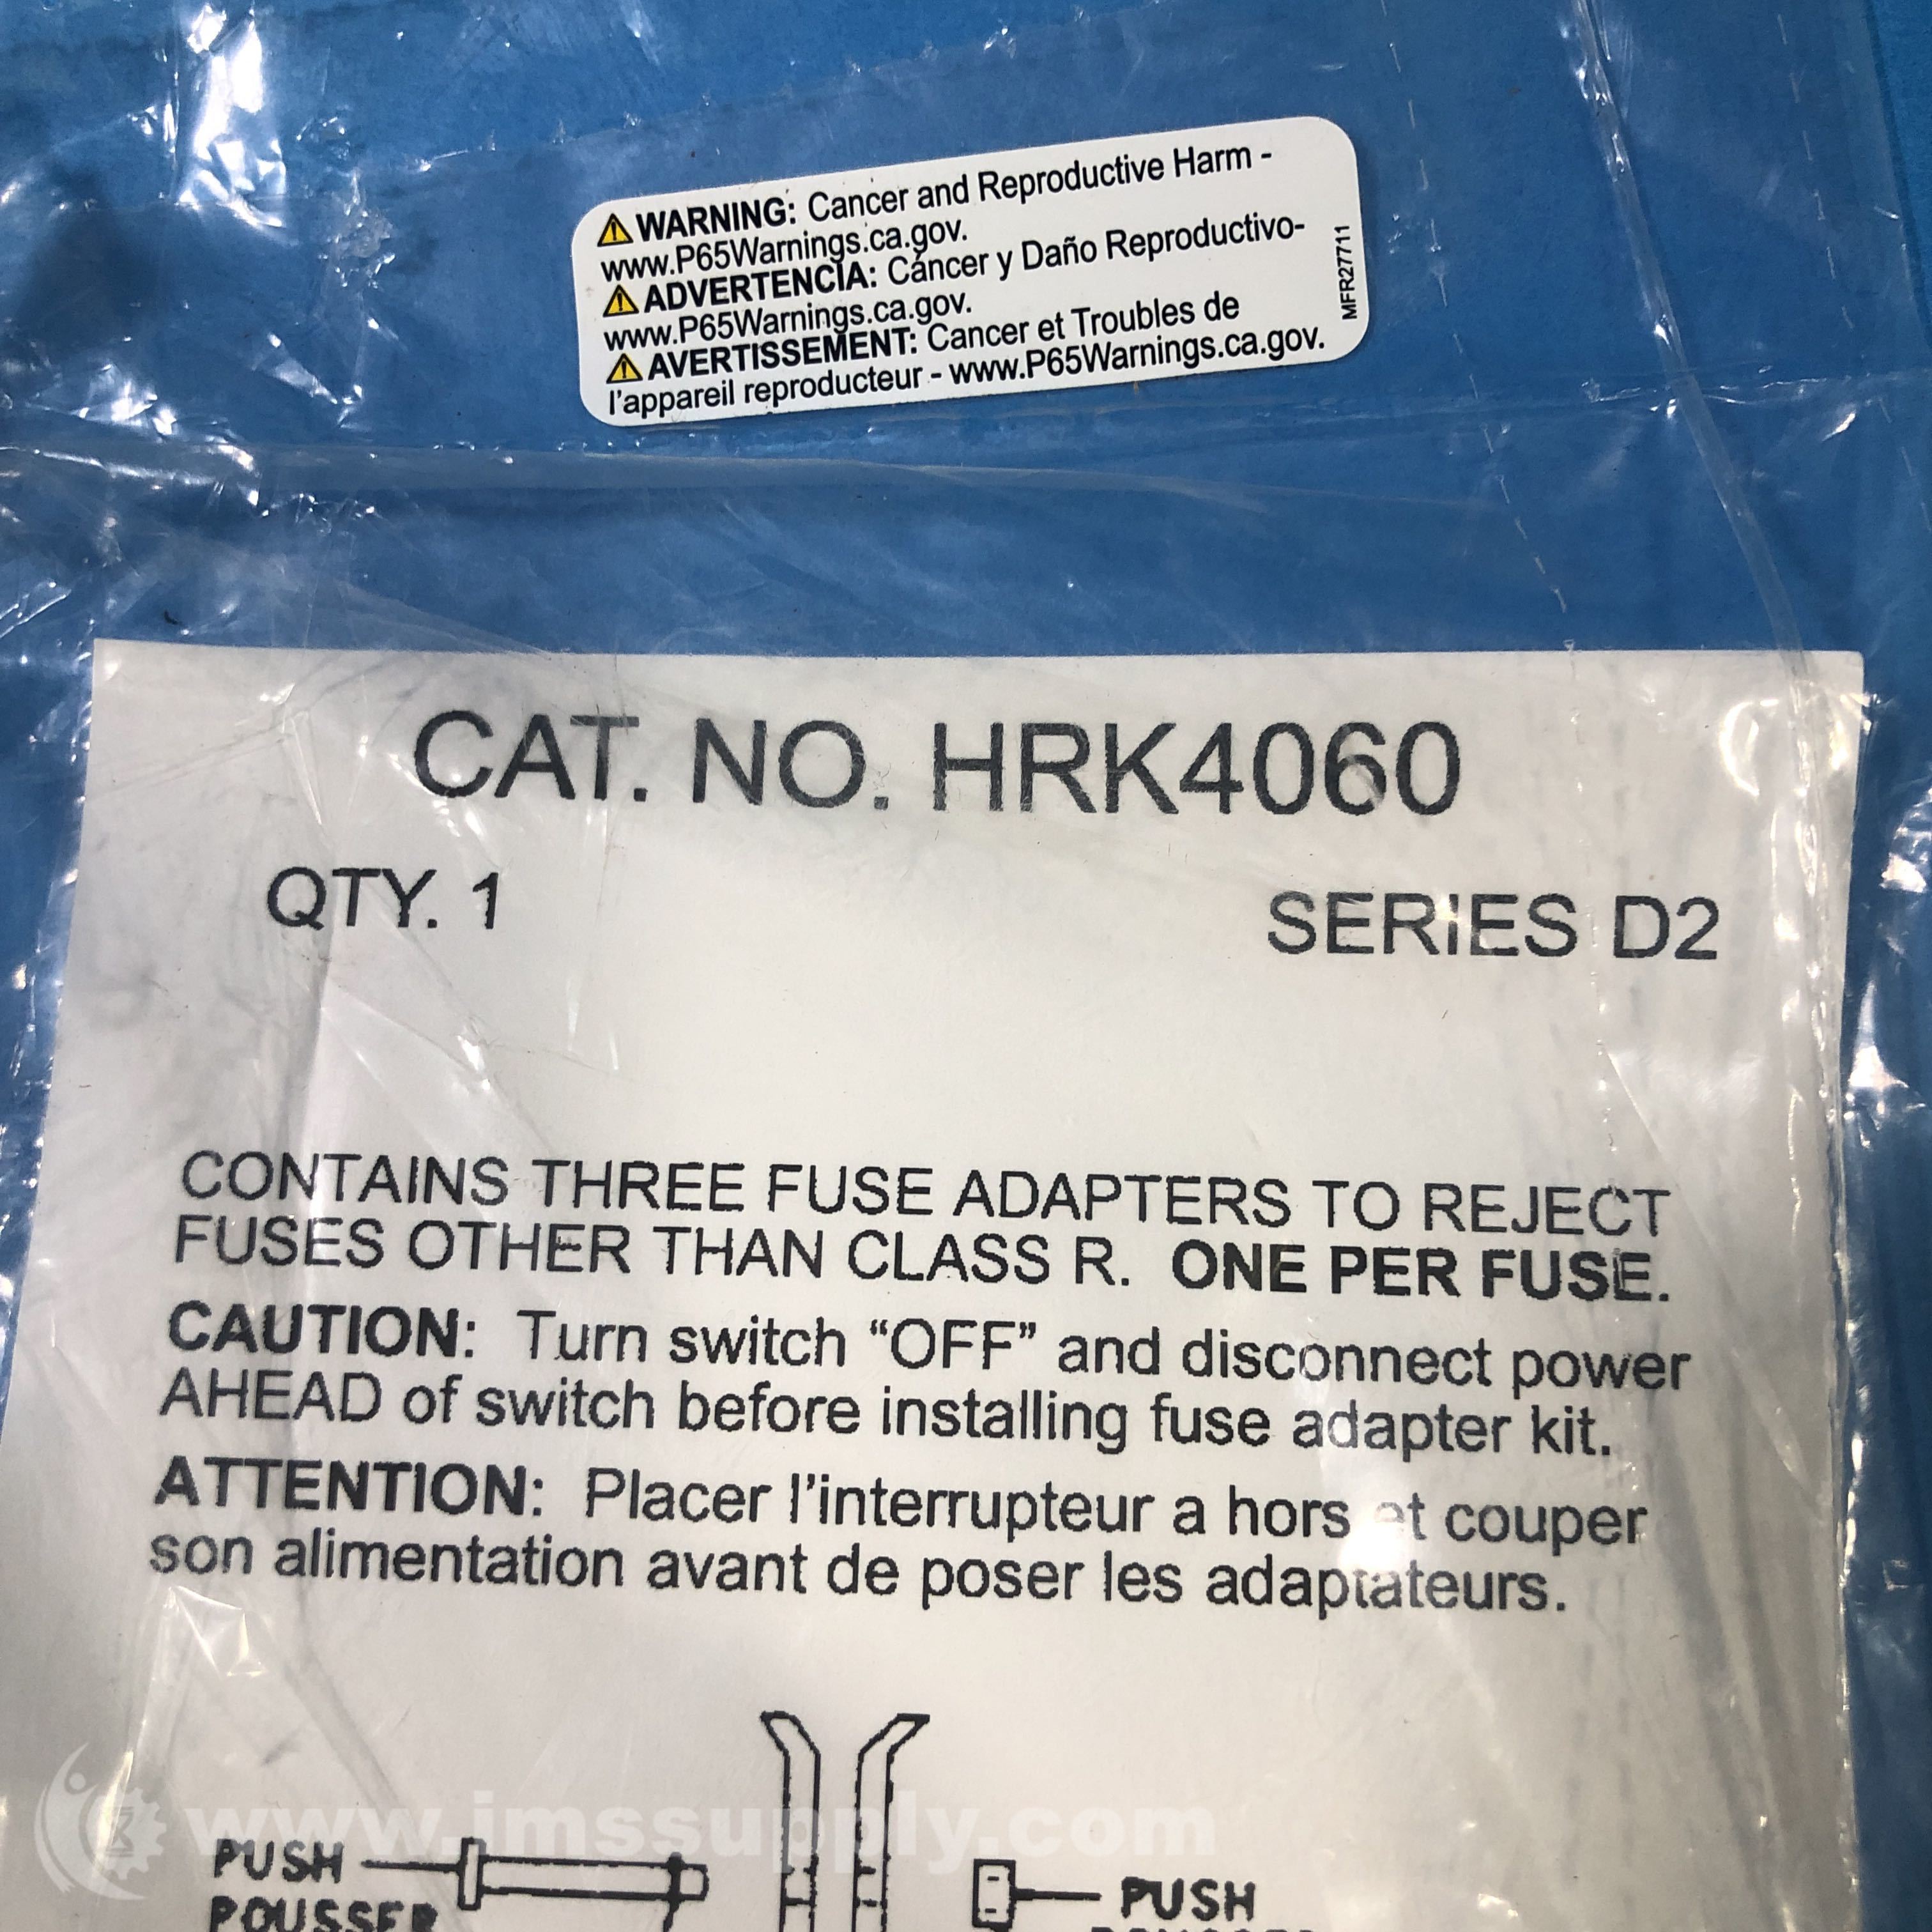 WARNING: Cancer and Reproductive Harm -
www.P65Warnings.ca.gov.
ADVERTENCIA: Cáncer y Daño Reproductivo-
www.P65Warnings.ca.gov.
AVERTISSEMENT: Cancer et Troubles de
l'appareil reproducteur - www.P65Warnings.ca.gov.
MFR27711
CAT. NO. HRK4060
QTY. 1
SERIES D2
CONTAINS THREE FUSE ADAPTERS TO REJECT
FUSES OTHER THAN CLASS R. ONE PER FUSE.
CAUTION: Turn switch “OFF” and disconnect power
AHEAD of switch before installing fuse adapter kit.
ATTENTION: Placer l'interrupteur a hors et couper
son alimentation avant de poser les adaptateurs.
www.imssupply.com
PUSH
POUSSER
PUSH